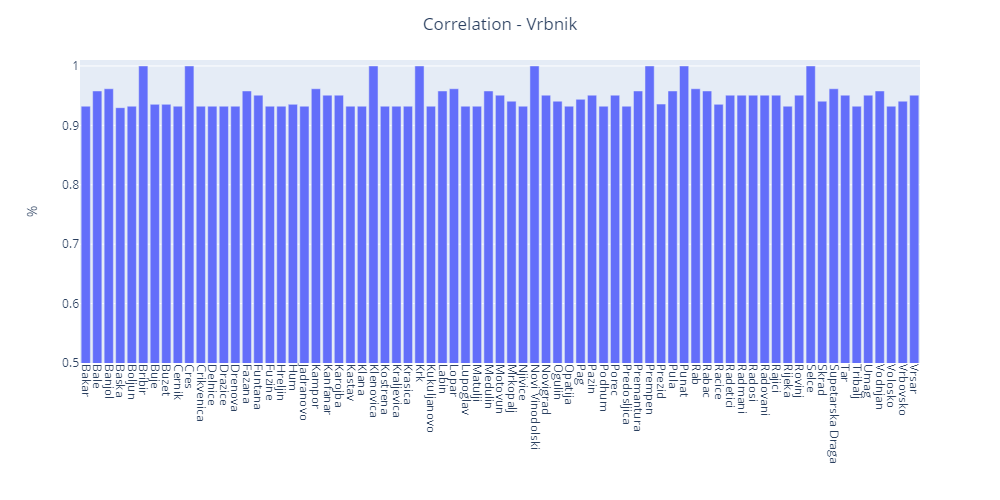 Correlation - Vrbnik
1
0.9
0.8
0.7
0.6
0.5
%
Bakar
Bale
Banjol
Baska
Boljun
Bribir
Buje
Buzet
Cernik
Cres
Crikvenica
Delnice
Drazice
Drenova
Fazana
Funtana
Fuzine
Hreljin
Hum
Jadranovo
Kampor
Kanfanar
Karojba
Kastav
Klana
Klenovica
Kostrena
Kraljevica
Krasica
Krk
Kukuljanovo
Labin
Lopar
Lupoglav
Matulji
Medulin
Motovun
Mrkopalj
Njivice
Novi Vinodolski
Novigrad
Ogulin
Opatija
Pag
Pazin
Podhum
Porec
Predosljica
Premantura
Prempen
Prezid
Pula
Punat
Rab
Rabac
Racice
Radetici
Radmani
Radosi
Radovani
Rajici
Rijeka
Rovinj
Selce
Skrad
Supetarska Draga
Tar
Tribalj
Umag
Vodnjan
Volosko
Vrbovsko
Vrsar